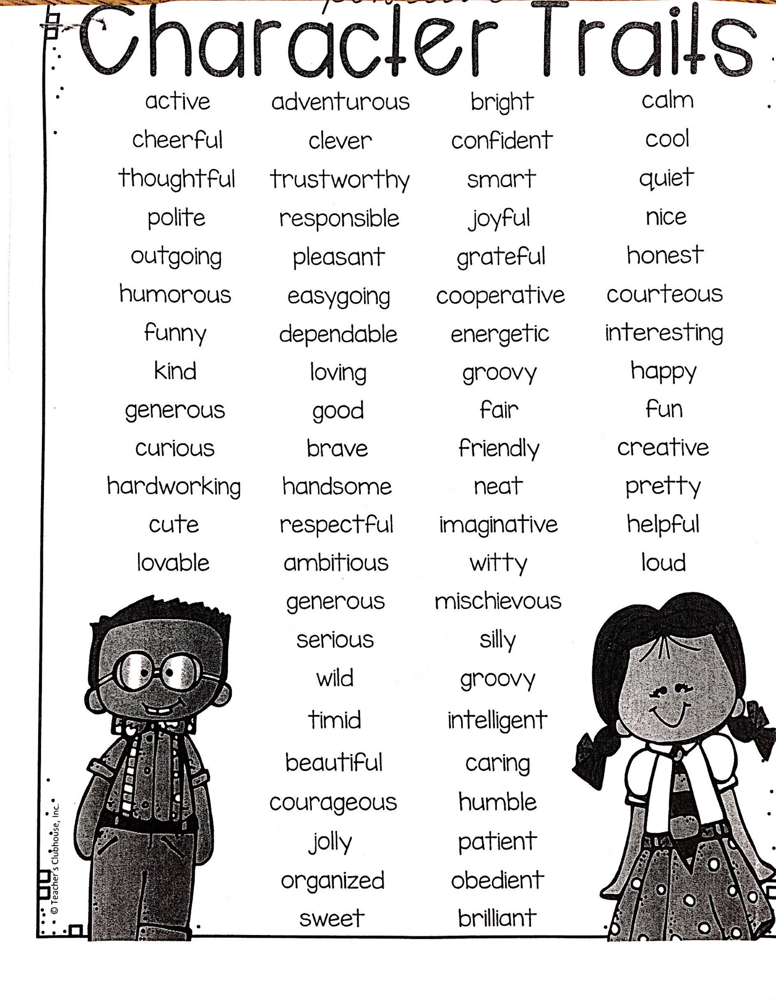 Character Traits
active adventurous bright calm
cheerful clever confident cool
thoughtful trustworthy smart quiet
polite responsible joyful nice
outgoing pleasant grateful honest
humorous easygoing cooperative courteous
funny dependable energetic interesting
kind loving groovy happy
generous good fair fun
curious brave friendly creative
hardworking handsome neat pretty
cute respectful imaginative helpful
lovable ambitious witty loud
generous mischievous
serious silly
wild groovy
timid intelligent
beautiful caring
courageous humble
jolly patient
organized obedient
sweet brilliant
© Teacher's Clubhouse, Inc.